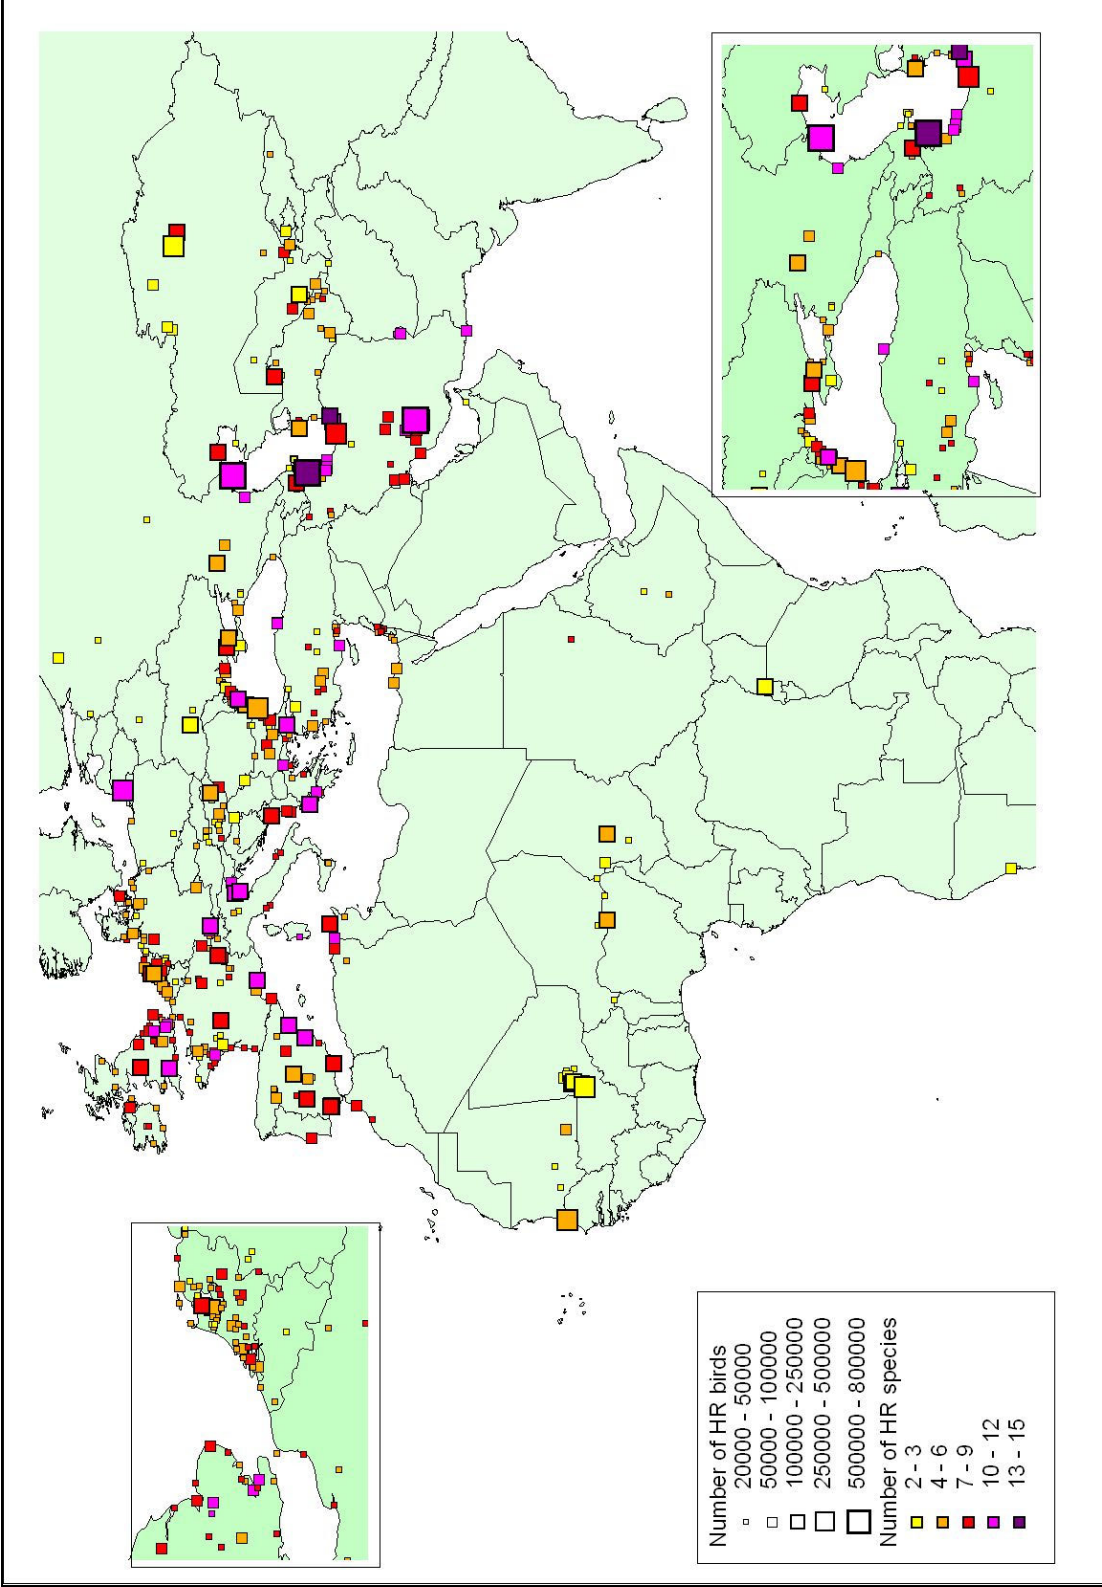 Number of HR birds
20000 - 50000
50000 - 100000
100000 - 250000
250000 - 500000
500000 - 800000
Number of HR species
2 - 3
4 - 6
7 - 9
10 - 12
13 - 15